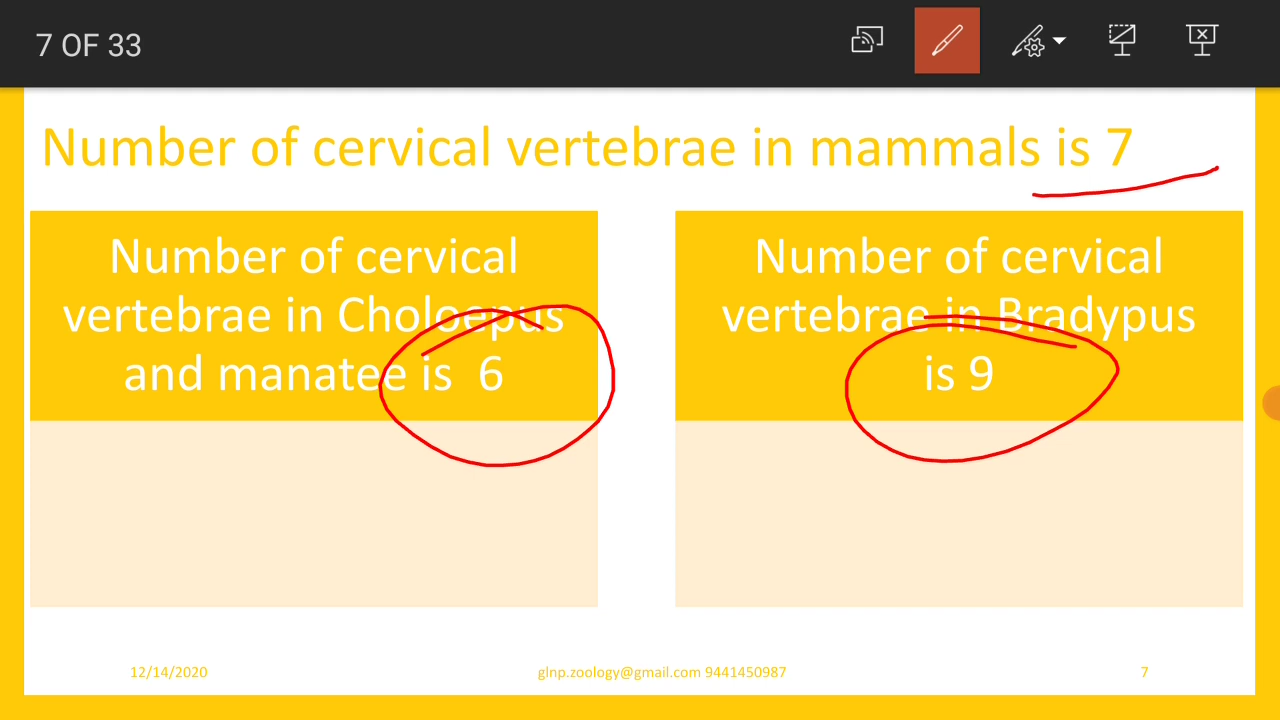 7 OF 33
Number of cervical vertebrae in mammals is 7
Number of cervical
vertebrae in Choloepus
and manatee is 6
Number of cervical
vertebrae in Bradypus
is 9
12/14/2020
glnp.zoology@gmail.com 9441450987
7